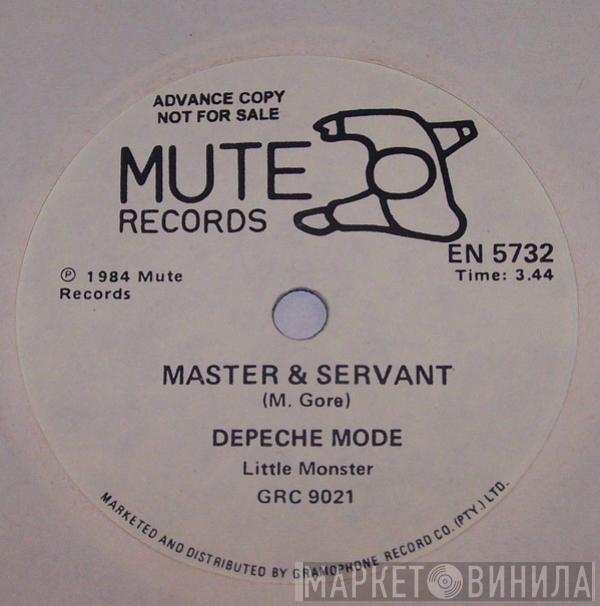 ADVANCE COPY
NOT FOR SALE
MUTE
RECORDS
EN 5732
Time: 3.44
℗ 1984 Mute
Records
MASTER & SERVANT
(M. Gore)
DEPECHE MODE
Little Monster
GRC 9021
MARKETED AND DISTRIBUTED BY GRAMOPHONE RECORD CO. (PTY.) LTD.
МАРКЕТ ВИНИЛА